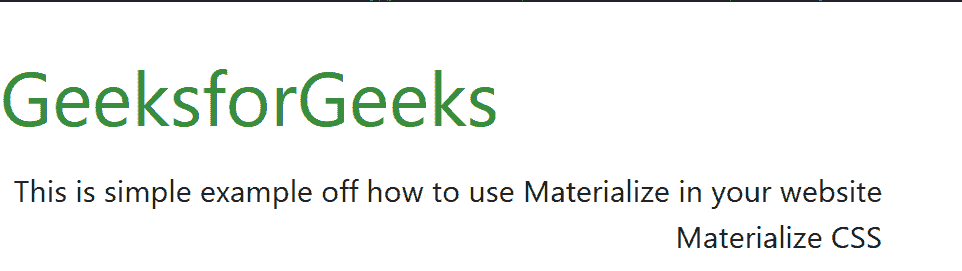 GeeksforGeeks
This is simple example off how to use Materialize in your website
Materialize CSS